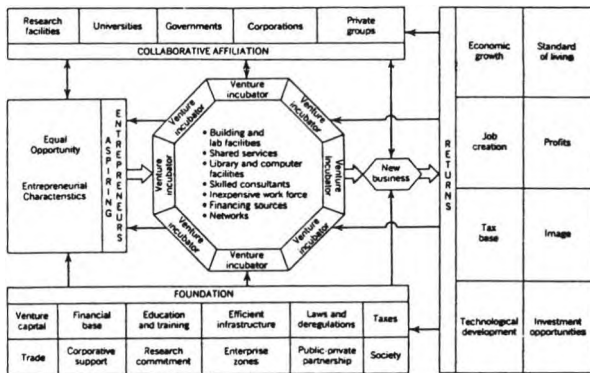 Research facilities
Universities
Governments
Corporations
Private groups
COLLABORATIVE AFFILIATION
Equal
Opportunity
Entrepreneurial
Characteristics
ASPIRING
ENTREPRENEURS
Venture incubator
Venture incubator
Venture incubator
Venture incubator
Venture incubator
Venture incubator
Venture incubator
Venture incubator
• Building and
lab facilities
• Shared services
• Library and computer
facilities
• Skilled consultants
• Inexpensive work force
• Financing sources
• Networks
New
business
RETURNS
Economic
growth
Standard
of living
Job
creation
Profits
Tax
base
Image
Technological
development
Investment
opportunities
FOUNDATION
Venture
capital
Financial
base
Education
and training
Efficient
infrastructure
Laws and
deregulations
Taxes
Trade
Corporative
support
Research
commitment
Enterprise
zones
Public-private
partnership
Society